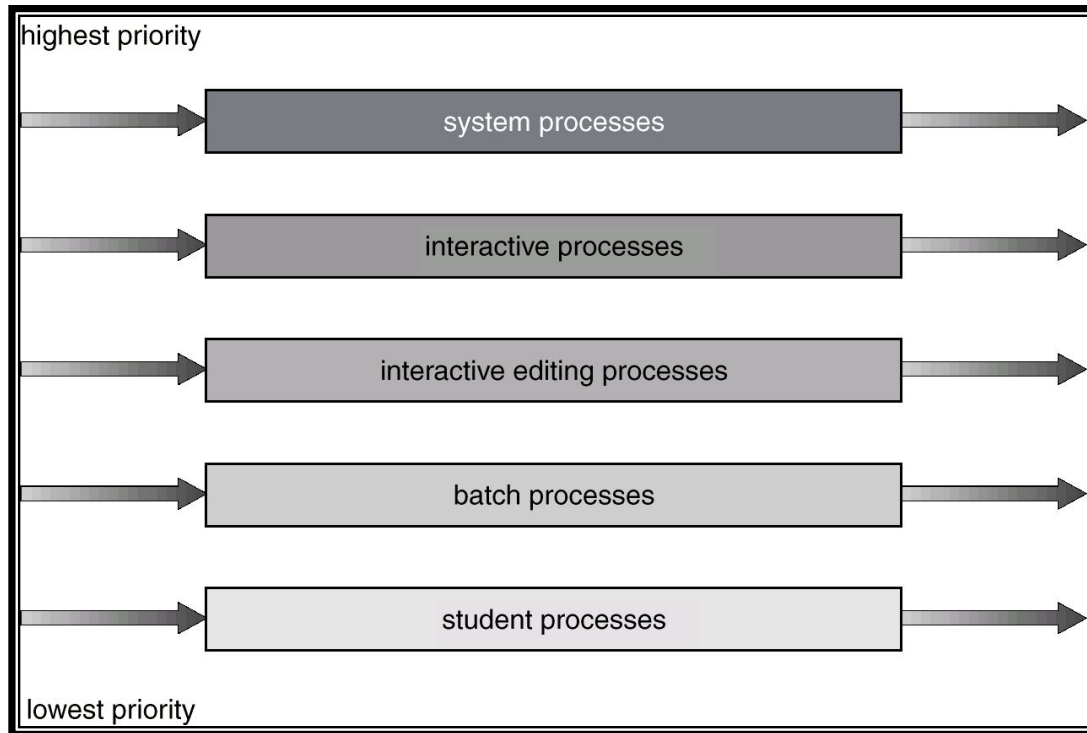 highest priority
system processes
interactive processes
interactive editing processes
batch processes
student processes
lowest priority